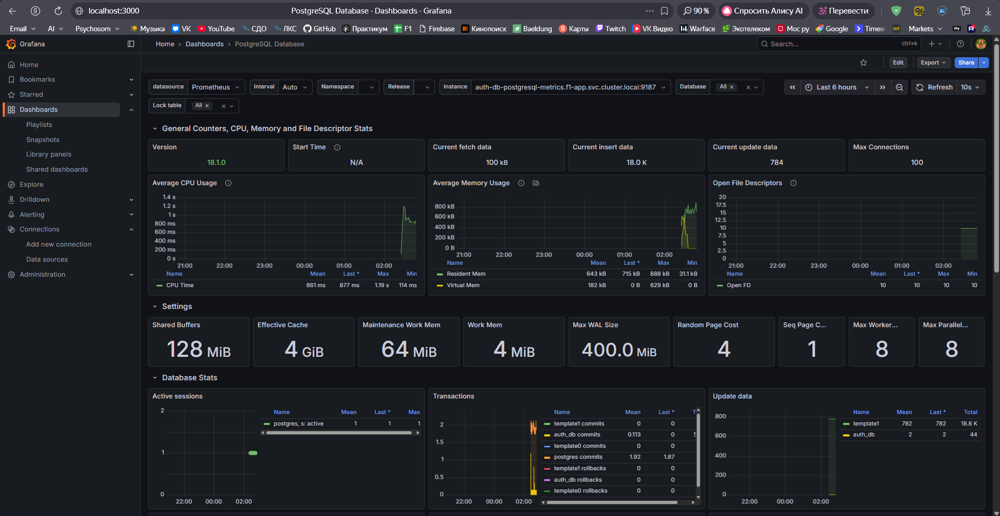 localhost:3000
PostgreSQL Database - Dashboards - Grafana
90 %
Спросить Алису AI
Перевести
Email AI Psychosom Музыка VK YouTube СДО ЛКС GitHub Практикум F1 Firebase Кинопоиск Baeldung Карты Twitch VK Видео Warface Экотелеком Мос ру Google Timew mt Markets my R
Grafana
Home › Dashboards › PostgreSQL Database
Search... ctrl+k
Home
Bookmarks
Starred
Dashboards
Playlists
Snapshots
Library panels
Shared dashboards
Explore
Drilldown
Alerting
Connections
Add new connection
Data sources
Administration
Edit Export Share
datasource Prometheus Interval Auto Namespace Release Instance auth-db-postgresql-metrics.f1-app.svc.cluster.local:9187 Database All
Last 6 hours Refresh 10s
Lock table All
General Counters, CPU, Memory and File Descriptor Stats
Version
18.1.0
Start Time
N/A
Current fetch data
100 kB
Current insert data
18.0 K
Current update data
784
Max Connections
100
Average CPU Usage
1.4 s
1.2 s
1 s
800 ms
600 ms
400 ms
200 ms
0 s
21:00 22:00 23:00 00:00 01:00 02:00
Name Mean Last * Max Min
CPU Time 861 ms 877 ms 1.19 s 114 ms
Average Memory Usage
800 kB
600 kB
400 kB
200 kB
0 B
21:00 22:00 23:00 00:00 01:00 02:00
Name Mean Last * Max Min
Resident Mem 643 kB 715 kB 888 kB 31.1 kB
Virtual Mem 182 kB 0 B 629 kB 0 B
Open File Descriptors
20
17.5
15
12.5
10
7.5
5
2.5
0
21:00 22:00 23:00 00:00 01:00 02:00
Name Mean Last * Max Min
Open FD 10 10 10 10
Settings
Shared Buffers
128 MiB
Effective Cache
4 GiB
Maintenance Work Mem
64 MiB
Work Mem
4 MiB
Max WAL Size
400.0 MiB
Random Page Cost
4
Seq Page C...
1
Max Worker...
8
Max Parallel...
8
Database Stats
Active sessions
2
1
0
22:00 00:00 02:00
Name Mean Last * Max
postgres, s: active 1 1 1
Transactions
2
1.5
1
0.5
0
22:00 00:00 02:00
Name Mean Last * T
template1 commits 0 0
auth_db commits 0.113 0
template0 commits 0 0
postgres commits 1.92 1.87
template1 rollbacks 0 0
auth_db rollbacks 0 0
template0 rollbacks 0 0
Update data
800
600
400
200
0
22:00 00:00 02:00
Name Mean Last * Total
template1 782 782 18.8 K
auth_db 2 2 44